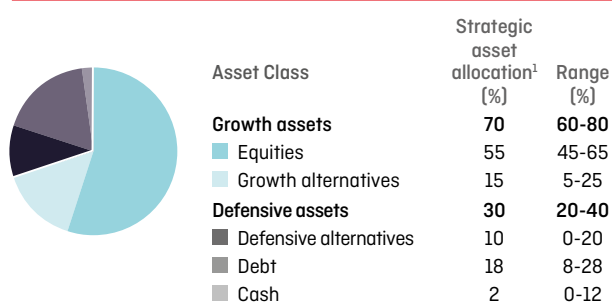 Asset Class Strategic asset allocation1 (%) Range (%)
Growth assets 70 60-80
Equities 55 45-65
Growth alternatives 15 5-25
Defensive assets 30 20-40
Defensive alternatives 10 0-20
Debt 18 8-28
Cash 2 0-12